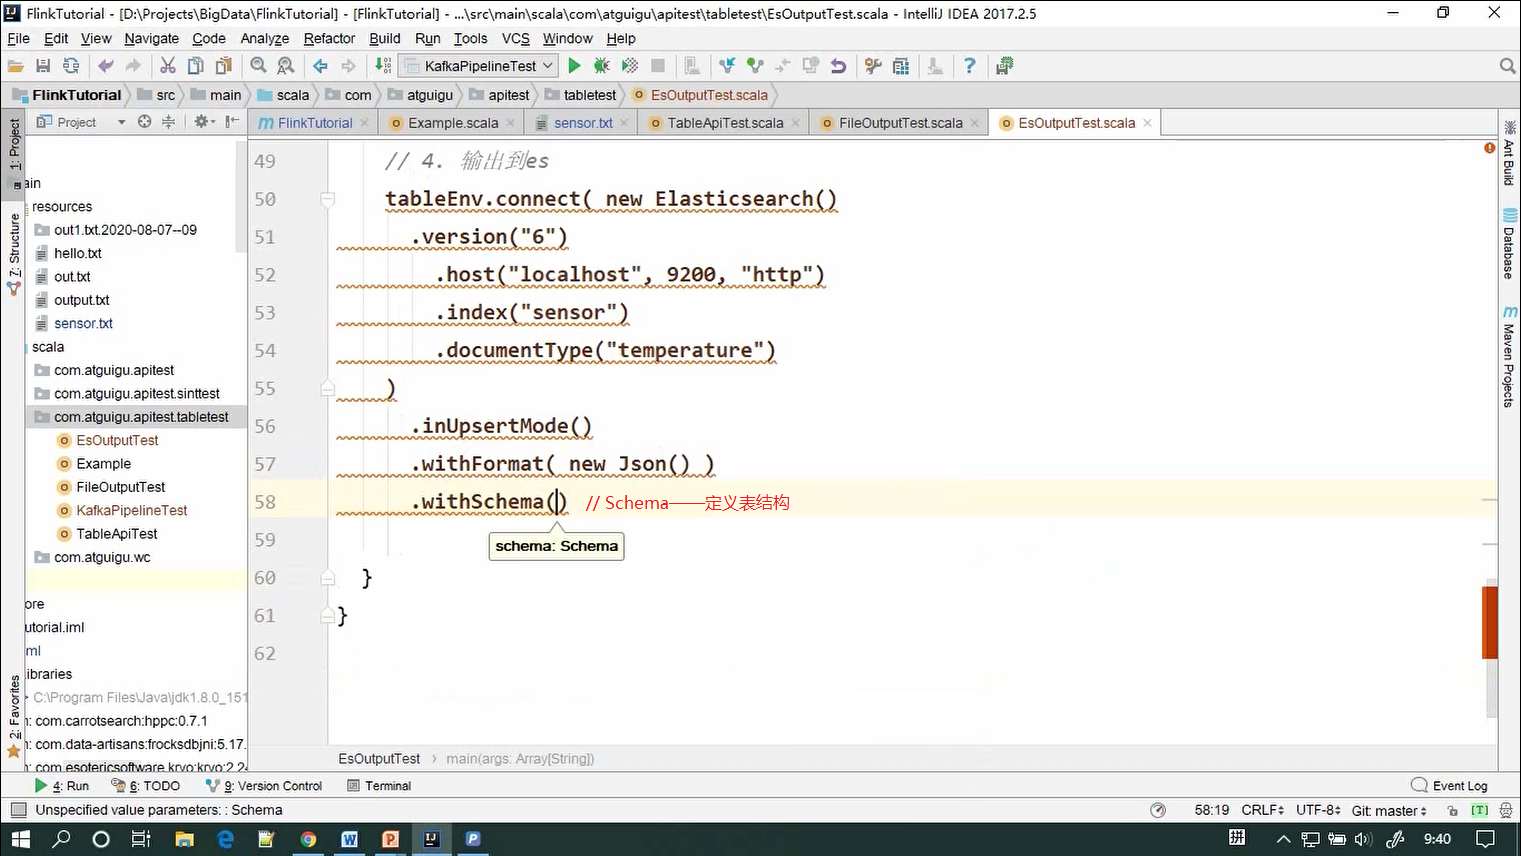 FlinkTutorial - [D:\Projects\BigData\FlinkTutorial] - [FlinkTutorial] - ...\src\main\scala\com\atguigu\apitest\tabletest\EsOutputTest.scala - IntelliJ IDEA 2017.2.5
File Edit View Navigate Code Analyze Refactor Build Run Tools VCS Window Help
KafkaPipelineTest
FlinkTutorial src main scala com atguigu apitest tabletest EsOutputTest.scala
Project
FlinkTutorial Example.scala sensor.txt TableApiTest.scala FileOutputTest.scala EsOutputTest.scala
1: Project
7: Structure
2: Favorites
ain
resources
out1.txt.2020-08-07--09
hello.txt
out.txt
output.txt
sensor.txt
scala
com.atguigu.apitest
com.atguigu.apitest.sinttest
com.atguigu.apitest.tabletest
EsOutputTest
Example
FileOutputTest
KafkaPipelineTest
TableApiTest
com.atguigu.wc
ore
utorial.iml
ml
ibraries
C:\Program Files\Java\jdk1.8.0_151
: com.carrotsearch:hppc:0.7.1
: com.data-artisans:frocksdbjni:5.17.
: com.esotericsoftware.kryo:kryo:2.24
49 // 4. 输出到es
50 tableEnv.connect( new Elasticsearch()
51 .version("6")
52 .host("localhost", 9200, "http")
53 .index("sensor")
54 .documentType("temperature")
55 )
56 .inUpsertMode()
57 .withFormat( new Json() )
58 .withSchema() // Schema——定义表结构
59 schema: Schema
60 }
61 }
62
EsOutputTest › main(args: Array[String])
Ant Build
Database
Maven Projects
4: Run 6: TODO 9: Version Control Terminal Event Log
Unspecified value parameters: : Schema 58:19 CRLF UTF-8 Git: master [T]
拼 9:40